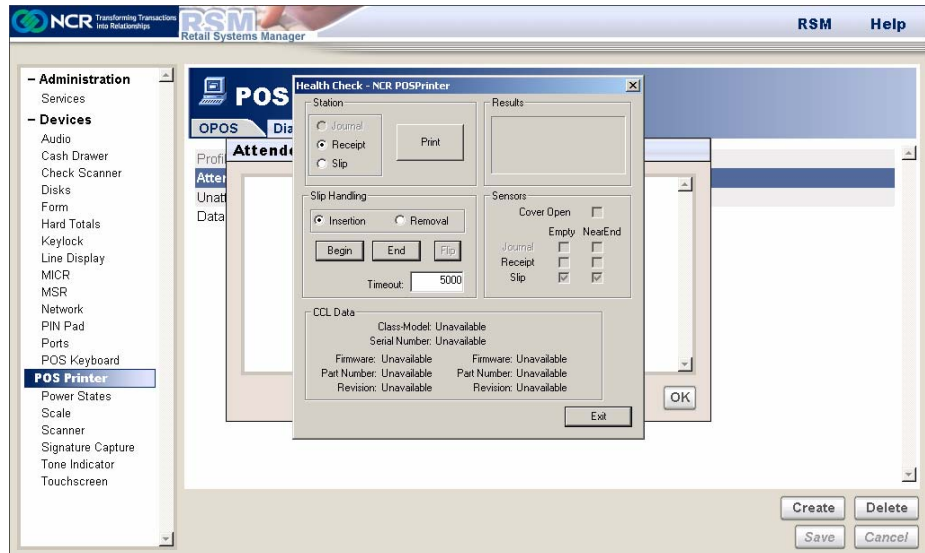 NCR Transforming Transactions into Relationships
RSM
Retail Systems Manager
RSM Help
– Administration
Services
– Devices
Audio
Cash Drawer
Check Scanner
Disks
Form
Hard Totals
Keylock
Line Display
MICR
MSR
Network
PIN Pad
Ports
POS Keyboard
POS Printer
Power States
Scale
Scanner
Signature Capture
Tone Indicator
Touchscreen
POS
OPOS Dia
Profi
Atten
Unatt
Data
Attende
OK
Health Check - NCR POSPrinter
Station
Journal
Receipt
Slip
Print
Results
Slip Handling
Insertion Removal
Begin End Flip
Timeout: 5000
Sensors
Cover Open
Empty NearEnd
Journal
Receipt
Slip
CCL Data
Class-Model: Unavailable
Serial Number: Unavailable
Firmware: Unavailable Firmware: Unavailable
Part Number: Unavailable Part Number: Unavailable
Revision: Unavailable Revision: Unavailable
Exit
Create Delete
Save Cancel